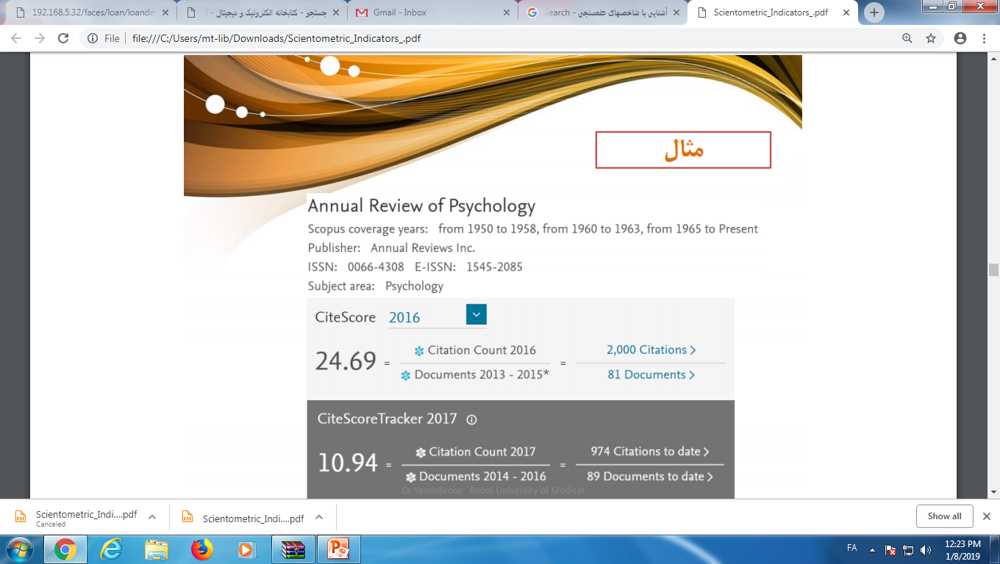 192.168.5.32/faces/loan/loande
جستجو - کتابخانه الکترونیک و دیجیتال - آذ
Gmail - Inbox
آشنایی با شاخصهای علمسنجی - Search
Scientometric_Indicators_.pdf
File
file:///C:/Users/mt-lib/Downloads/Scientometric_Indicators_.pdf
مثال
Annual Review of Psychology
Scopus coverage years: from 1950 to 1958, from 1960 to 1963, from 1965 to Present
Publisher: Annual Reviews Inc.
ISSN: 0066-4308 E-ISSN: 1545-2085
Subject area: Psychology
CiteScore 2016
24.69 = Citation Count 2016 = 2,000 Citations >
Documents 2013 - 2015* 81 Documents >
CiteScoreTracker 2017
10.94 = Citation Count 2017 = 974 Citations to date >
Documents 2014 - 2016 89 Documents to date >
Dr Yaminfirooz Babol University of Medical
Scientometric_Indi....pdf
Canceled
Scientometric_Indi....pdf
Show all
FA
12:23 PM
1/8/2019